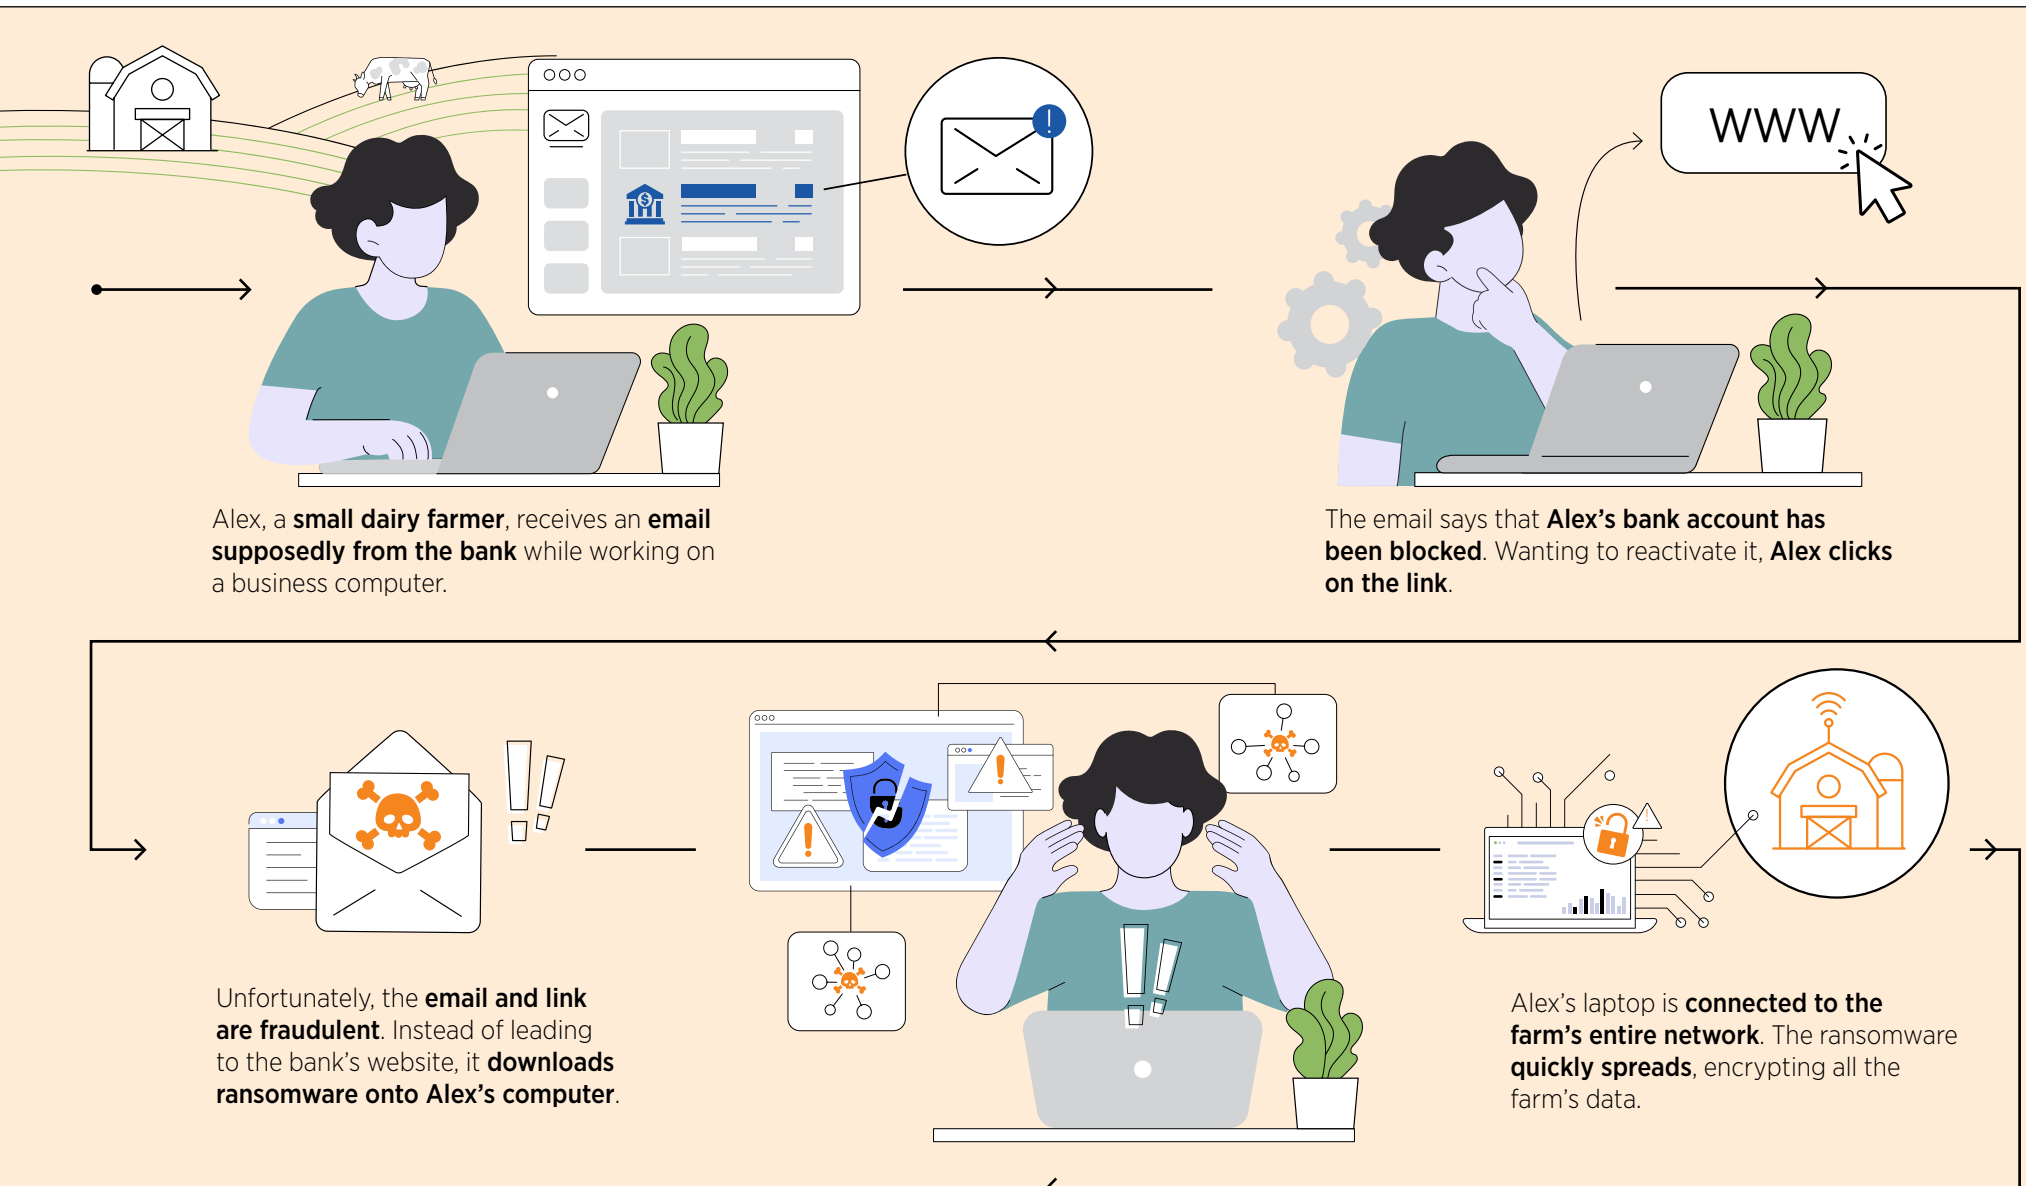 WWW
Alex, a small dairy farmer, receives an email
supposedly from the bank while working on
a business computer.
The email says that Alex’s bank account has
been blocked. Wanting to reactivate it, Alex clicks
on the link.
Unfortunately, the email and link
are fraudulent. Instead of leading
to the bank’s website, it downloads
ransomware onto Alex’s computer.
Alex’s laptop is connected to the
farm’s entire network. The ransomware
quickly spreads, encrypting all the
farm’s data.